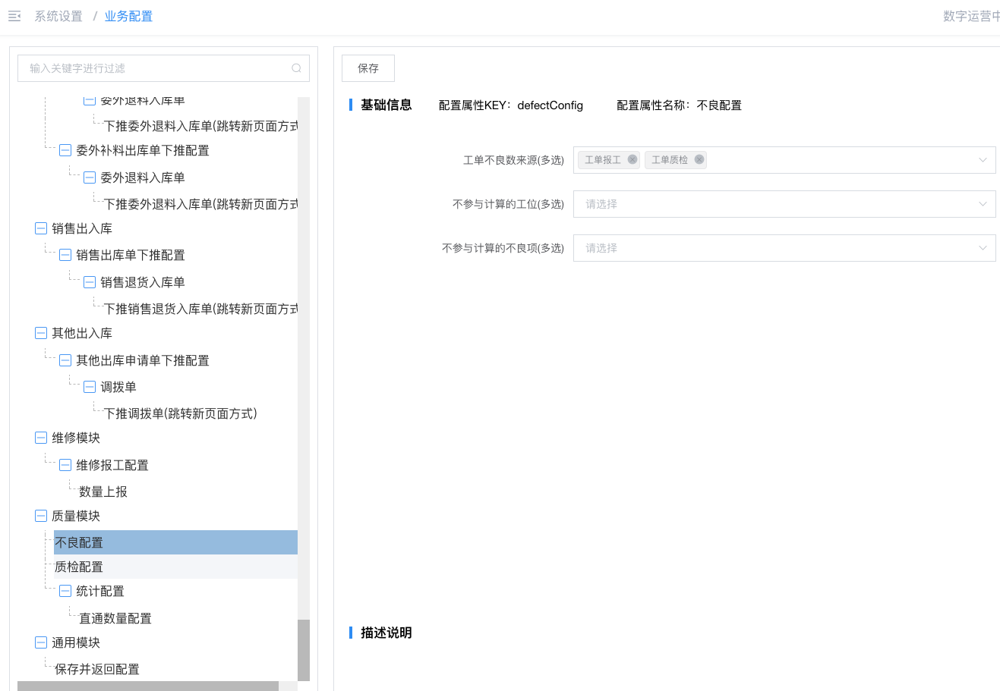 系统设置 / 业务配置
数字运营中
输入关键字进行过滤
委外退料入库单
下推委外退料入库单(跳转新页面方式
委外补料出库单下推配置
委外退料入库单
下推委外退料入库单(跳转新页面方式
销售出入库
销售出库单下推配置
销售退货入库单
下推销售退货入库单(跳转新页面方式
其他出入库
其他出库申请单下推配置
调拨单
下推调拨单(跳转新页面方式)
维修模块
维修报工配置
数量上报
质量模块
不良配置
质检配置
统计配置
直通数量配置
通用模块
保存并返回配置
保存
基础信息 配置属性KEY：defectConfig 配置属性名称：不良配置
工单不良数来源(多选) 工单报工 工单质检
不参与计算的工位(多选) 请选择
不参与计算的不良项(多选) 请选择
描述说明